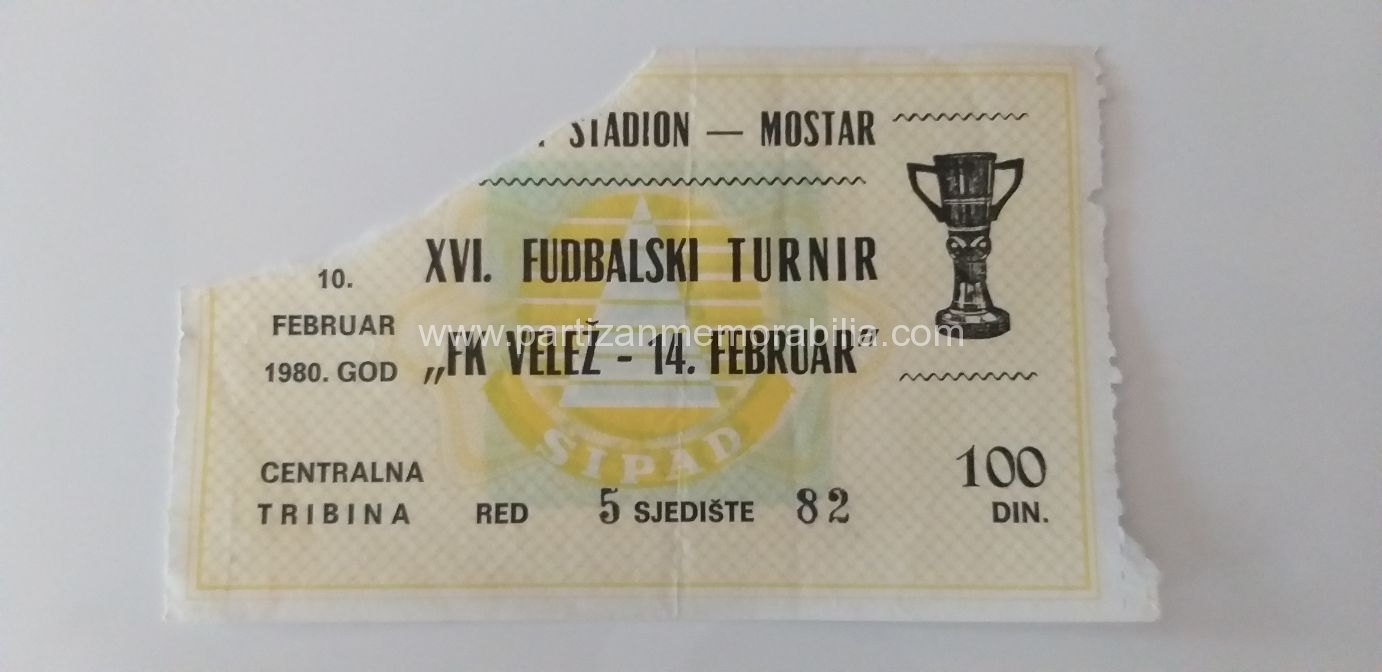 STADION — MOSTAR
XVI. FUDBALSKI TURNIR
„FK VELEŽ - 14. FEBRUAR"
10.
FEBRUAR
1980. GOD
www.partizanmemorabilia.com
ŠIPAD
CENTRALNA
TRIBINA
RED 5 SJEDIŠTE 82
100
DIN.